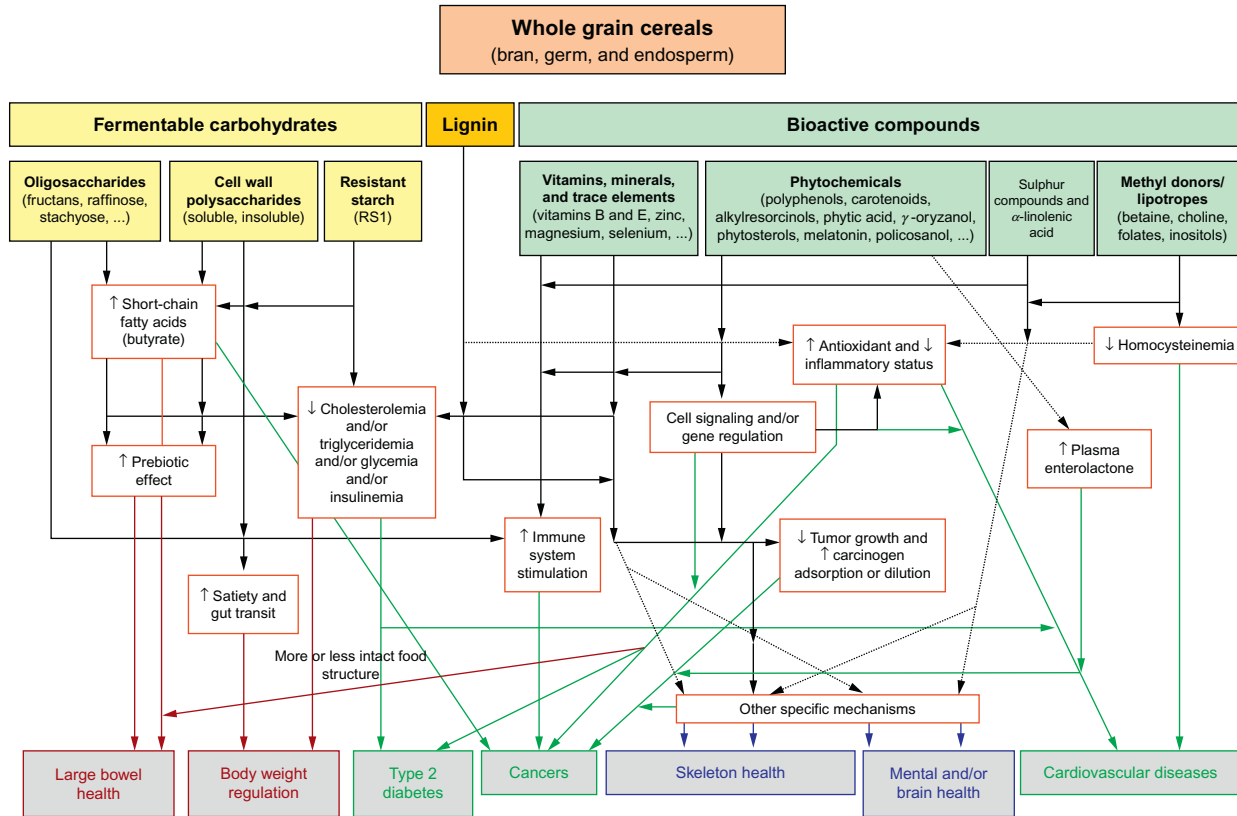 Whole grain cereals
(bran, germ, and endosperm)
Fermentable carbohydrates
Lignin
Bioactive compounds
Oligosaccharides
(fructans, raffinose,
stachyose, ...)
Cell wall
polysaccharides
(soluble, insoluble)
Resistant
starch
(RS1)
Vitamins, minerals,
and trace elements
(vitamins B and E, zinc,
magnesium, selenium, ...)
Phytochemicals
(polyphenols, carotenoids,
alkylresorcinols, phytic acid, γ-oryzanol,
phytosterols, melatonin, policosanol, ...)
Sulphur
compounds and
α-linolenic
acid
Methyl donors/
lipotropes
(betaine, choline,
folates, inositols)
↑ Short-chain
fatty acids
(butyrate)
↑ Antioxidant and ↓
inflammatory status
↓ Homocysteinemia
↓ Cholesterolemia
and/or
triglyceridemia
and/or glycemia
and/or
insulinemia
Cell signaling and/or
gene regulation
↑ Prebiotic
effect
↑ Plasma
enterolactone
↑ Immune
system
stimulation
↓ Tumor growth and
↑ carcinogen
adsorption or dilution
↑ Satiety and
gut transit
More or less intact food
structure
Other specific mechanisms
Large bowel
health
Body weight
regulation
Type 2
diabetes
Cancers
Skeleton health
Mental and/or
brain health
Cardiovascular diseases